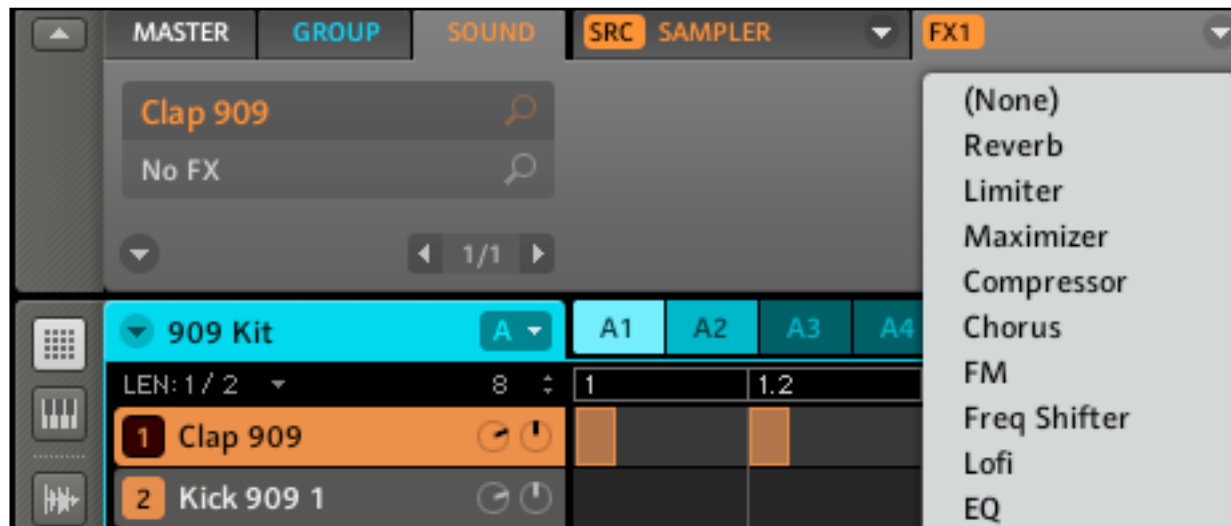 MASTER GROUP SOUND SRC SAMPLER FX1
Clap 909
No FX
1/1
(None)
Reverb
Limiter
Maximizer
Compressor
Chorus
FM
Freq Shifter
Lofi
EQ
909 Kit A A1 A2 A3 A4
LEN: 1 / 2 8 1 1.2
1 Clap 909
2 Kick 909 1